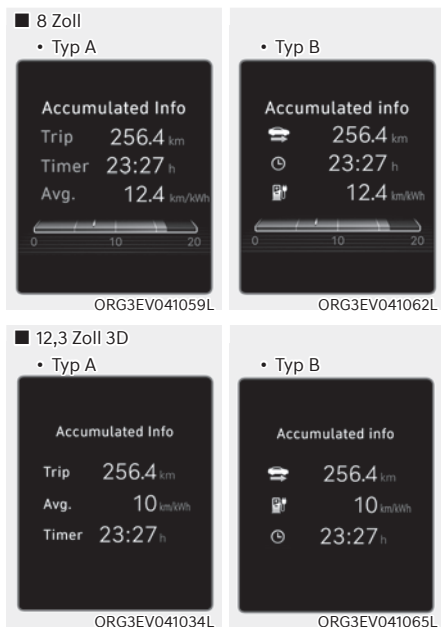 ■ 8 Zoll
• Typ A
Accumulated Info
Trip 256.4 km
Timer 23:27 h
Avg. 12.4 km/kWh
0 10 20
ORG3EV041059L
• Typ B
Accumulated info
256.4 km
23:27 h
12.4 km/kWh
0 10 20
ORG3EV041062L
■ 12,3 Zoll 3D
• Typ A
Accumulated Info
Trip 256.4 km
Avg. 10 km/kWh
Timer 23:27 h
ORG3EV041034L
• Typ B
Accumulated info
256.4 km
10 km/kWh
23:27 h
ORG3EV041065L